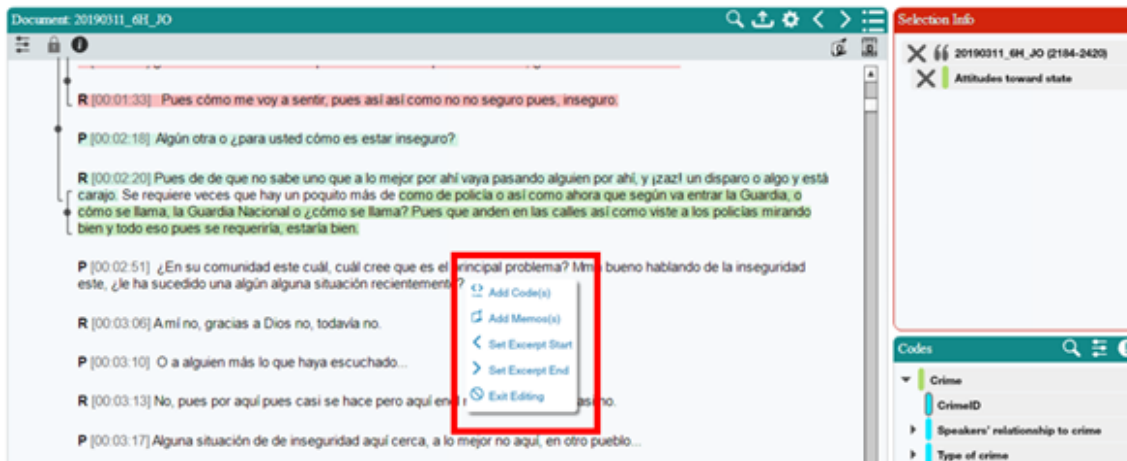 Document: 20190311_6H_JO
R [00:01:33] Pues cómo me voy a sentir, pues así así como no no seguro pues, inseguro.
P [00:02:18] Algún otra o ¿para usted cómo es estar inseguro?
R [00:02:20] Pues de de que no sabe uno que a lo mejor por ahí vaya pasando alguien por ahí, y ¡zaz! un disparo o algo y está
carajo. Se requiere veces que hay un poquito más de como de policía o así como ahora que según va entrar la Guardia, o
cómo se llama, la Guardia Nacional o ¿cómo se llama? Pues que anden en las calles así como viste a los policías mirando
bien y todo eso pues se requeriría, estaría bien.
P [00:02:51] ¿En su comunidad este cuál, cuál cree que es el principal problema? Mmm bueno hablando de la inseguridad
este, ¿le ha sucedido una algún alguna situación recientemente?
R [00:03:06] A mí no, gracias a Dios no, todavía no.
P [00:03:10] O a alguien más lo que haya escuchado...
R [00:03:13] No, pues por aquí pues casi se hace pero aquí en
P [00:03:17] Alguna situación de de inseguridad aquí cerca, a lo mejor no aquí, en otro pueblo...
Add Code(s)
Add Memos(s)
Set Excerpt Start
Set Excerpt End
Exit Editing
Selection Info
20190311_6H_JO (2184-2420)
Attitudes toward state
Codes
Crime
CrimeID
Speakers' relationship to crime
Type of crime